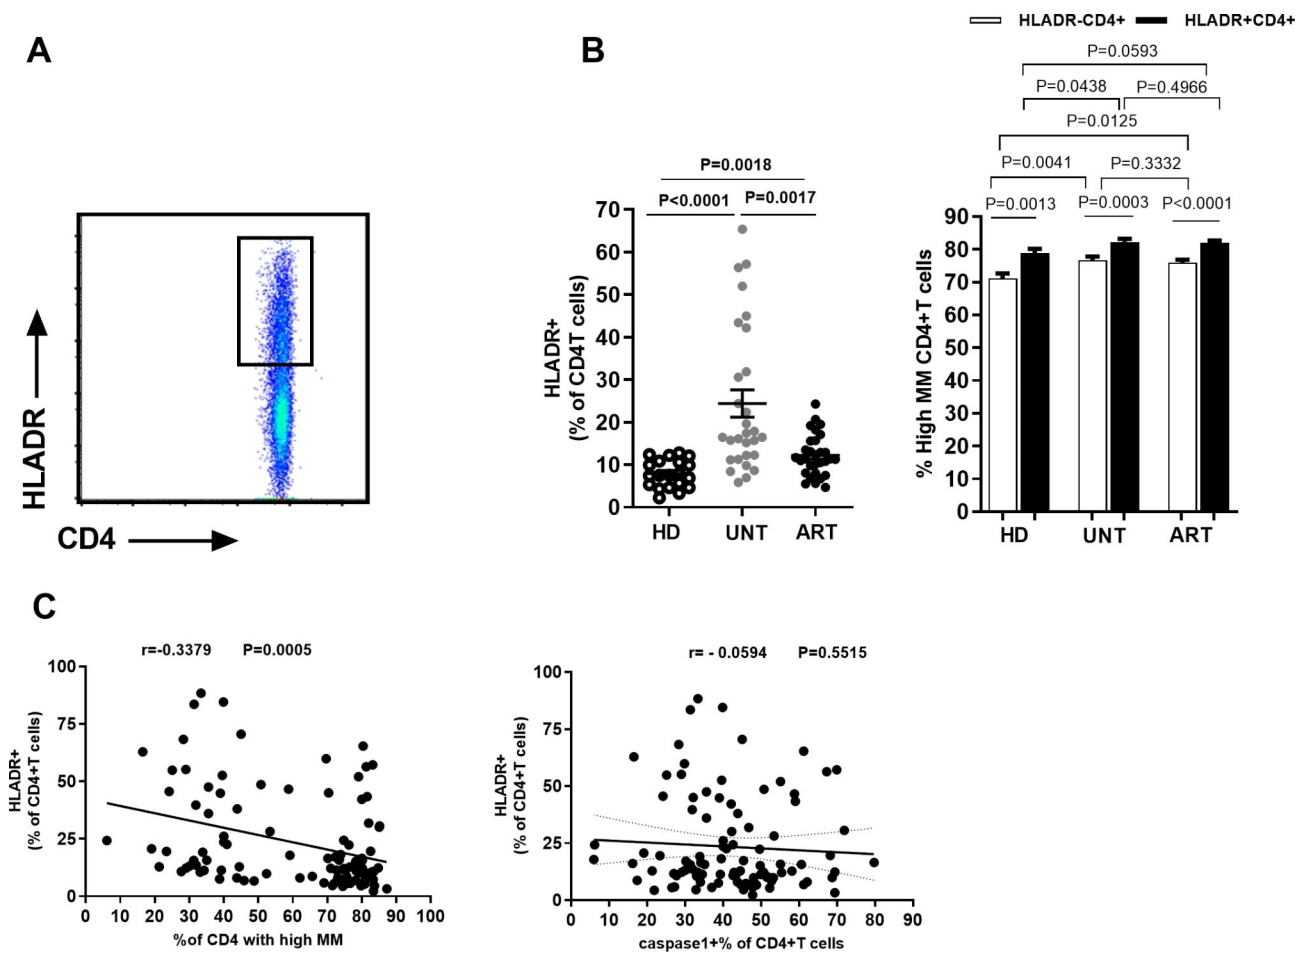 A
HLADR
CD4
B
HLADR+
(% of CD4T cells)
P=0.0018
P<0.0001 P=0.0017
70
60
50
40
30
20
10
0
HD UNT ART
HLADR-CD4+ HLADR+CD4+
P=0.0593
P=0.0438 P=0.4966
P=0.0125
P=0.0041 P=0.3332
P=0.0013 P=0.0003 P<0.0001
% High MM CD4+T cells
90
80
70
60
50
40
30
20
10
0
HD UNT ART
C
r=-0.3379 P=0.0005
HLADR+
(% of CD4+T cells)
100
75
50
25
0
0 10 20 30 40 50 60 70 80 90 100
%of CD4 with high MM
r= - 0.0594 P=0.5515
HLADR+
(% of CD4+T cells)
100
75
50
25
0
0 10 20 30 40 50 60 70 80 90
caspase1+% of CD4+T cells